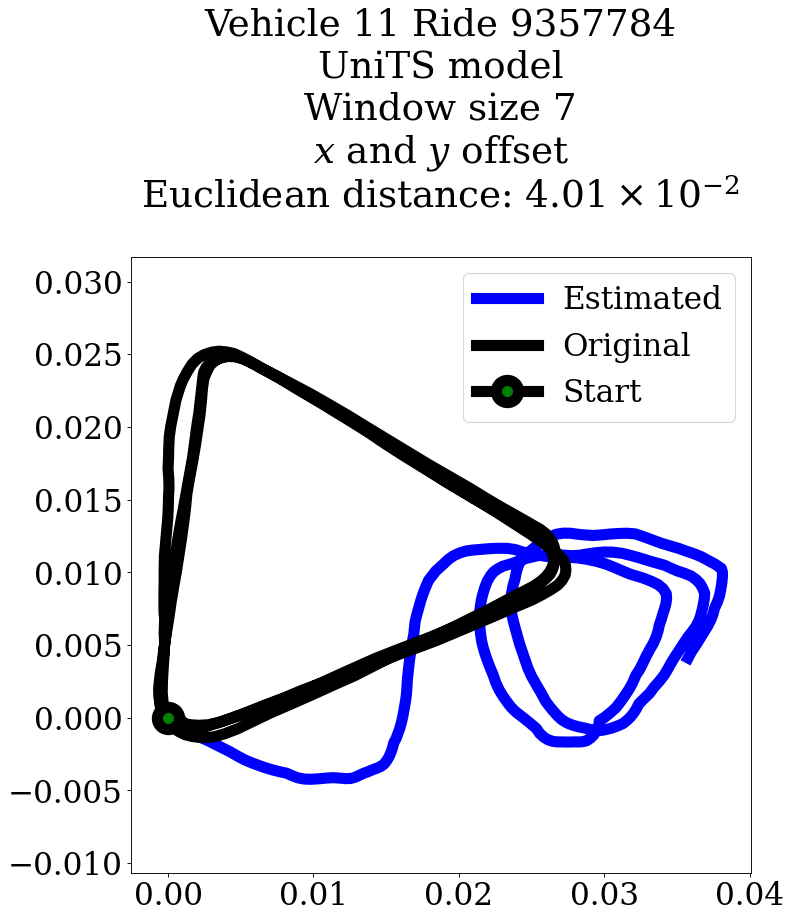 Vehicle 11 Ride 9357784
UniTS model
Window size 7
x and y offset
Euclidean distance: 4.01 × 10⁻²
0.030
0.025
0.020
0.015
0.010
0.005
0.000
−0.005
−0.010
Estimated
Original
Start
0.00 0.01 0.02 0.03 0.04